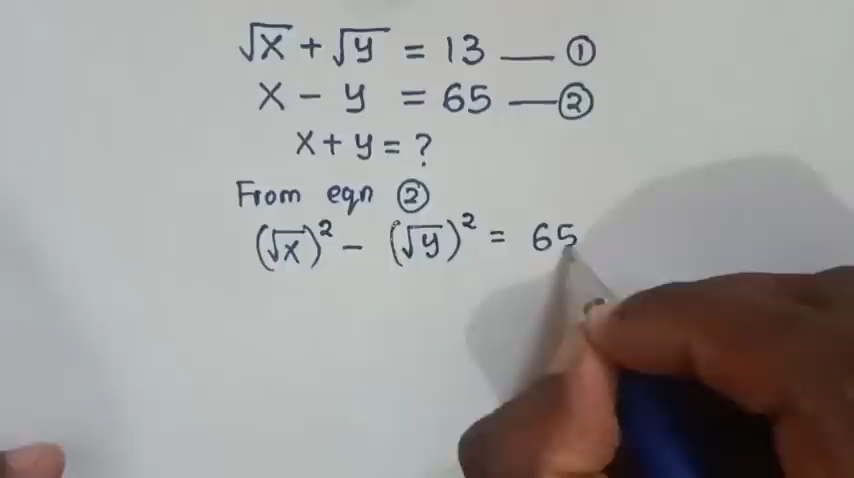 √x + √y = 13 — ①
x - y = 65 — ②
x + y = ?
From eqn ②
(√x)² - (√y)² = 65